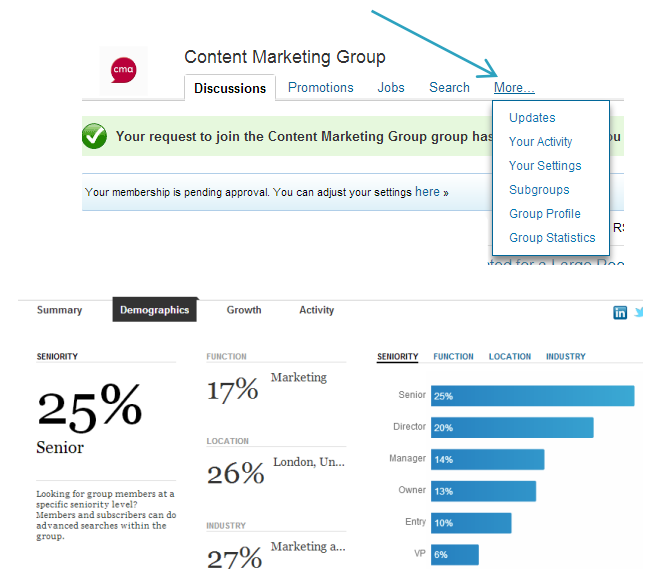 cma
Content Marketing Group
Discussions Promotions Jobs Search More...
Updates
Your request to join the Content Marketing Group group has
Your Activity
Your Settings
Your membership is pending approval. You can adjust your settings here »
Subgroups
Group Profile
Group Statistics
Summary Demographics Growth Activity
in
SENIORITY
25%
Senior
Looking for group members at a
specific seniority level?
Members and subscribers can do
advanced searches within the
group.
FUNCTION
17% Marketing
LOCATION
26% London, Un...
INDUSTRY
27% Marketing a...
SENIORITY FUNCTION LOCATION INDUSTRY
Senior 25%
Director 20%
Manager 14%
Owner 13%
Entry 10%
VP 6%